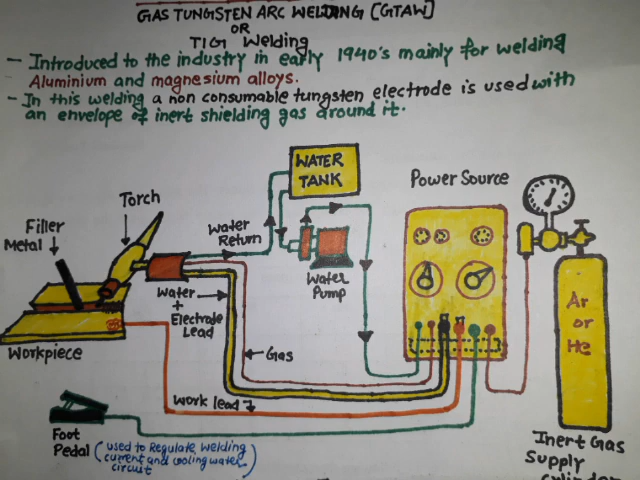 GAS TUNGSTEN ARC WELDING [GTAW]
OR
TIG Welding
- Introduced to the industry in early 1940's mainly for welding
Aluminium and magnesium alloys.
- In this welding a non consumable tungsten electrode is used with
an envelope of inert shielding gas around it.
WATER
TANK
Power Source
Torch
Filler
Metal
Water
Return
Water
Pump
Water
+
Electrode
Lead
Ar
or
He
Workpiece
Gas
Work lead
Foot
Pedal
(used to Regulate Welding
current and cooling water
circuit)
Inert Gas
Supply
Cylinder